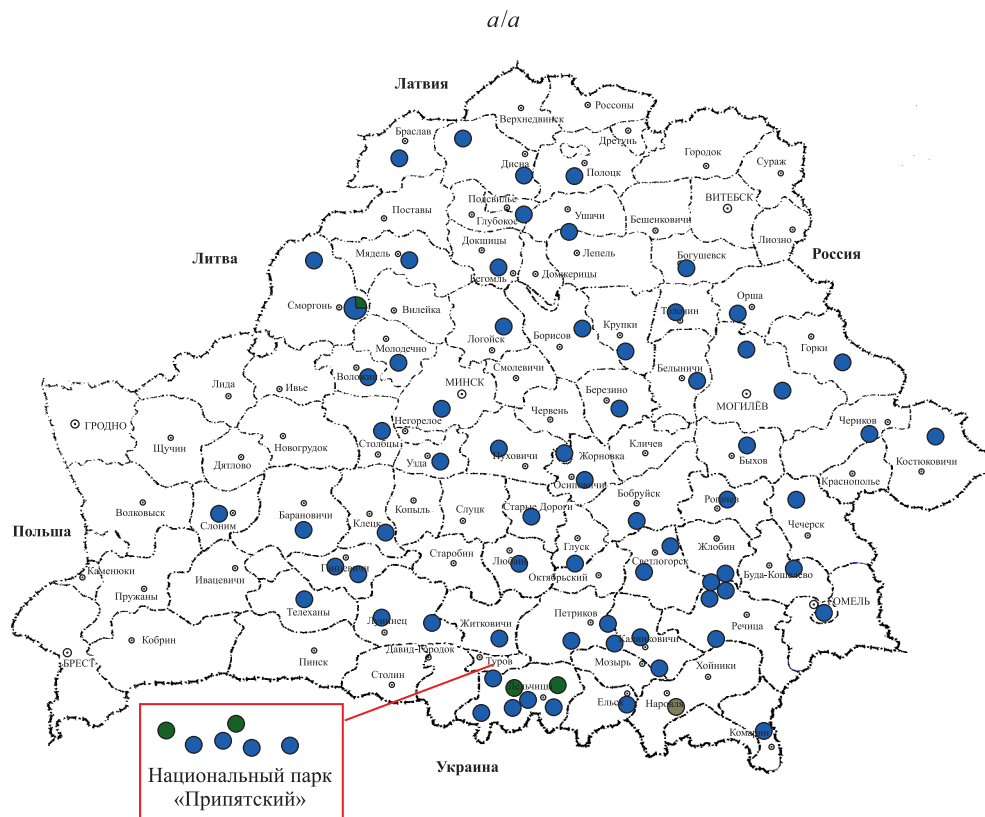 a/a
Латвия
Россоны
Верхнедвинск
Браслав
Дретунь
Городок
Сураж
Дисна
Полоцк
Подсвилье
Поставы
Глубокое
Ушачи
Бешенковичи
ВИТЕБСК
Лиозно
Литва
Мядель
Докшицы
Лепель
Богушевск
Россия
Бегомль
Домжерицы
Сморгонь
Вилейка
Орша
Толочин
Крупки
Борисов
Логойск
Молодечно
Горки
Воложин
Смолевичи
Белыничи
Лида
Ивье
МИНСК
Березино
МОГИЛЁВ
ГРОДНО
Червень
Негорелое
Чериков
Щучин
Новогрудок
Столбцы
Кличев
Дятлово
Узда
Пуховичи
Жорновка
Быхов
Костюковичи
Осиповичи
Краснополье
Волковыск
Слоним
Барановичи
Клецк
Копыль
Слуцк
Старые Дороги
Бобруйск
Рогачев
Чечерск
Польша
Глуск
Жлобин
Старобин
Любань
Светлогорск
Ганцевичи
Каменюки
Ивацевичи
Октябрьский
Буда-Кошелево
Пружаны
Телеханы
ГОМЕЛЬ
Лунинец
Житковичи
Петриков
Речица
Кобрин
Калинковичи
БРЕСТ
Пинск
Давид-Городок
Туров
Мозырь
Хойники
Столин
Лельчицы
Ельск
Наровля
Комарин
Украина
Национальный парк
«Припятский»